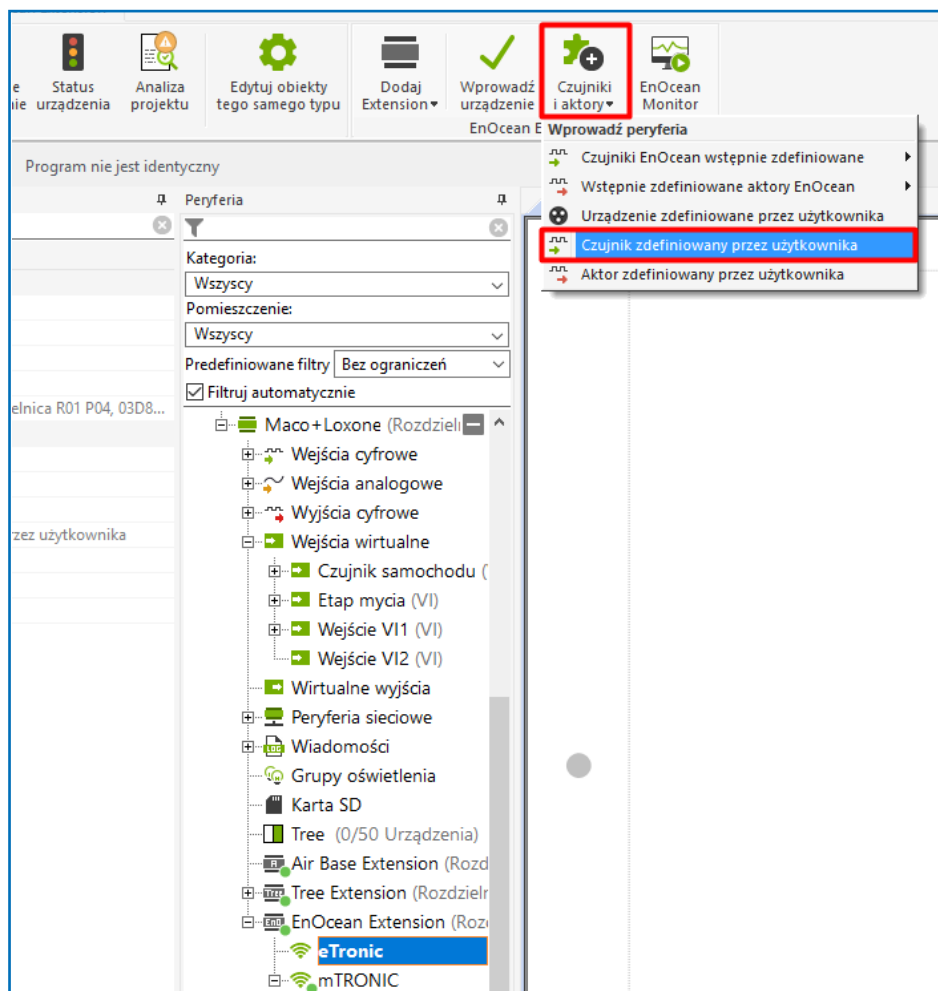 e Status Analiza Edytuj obiekty Dodaj Wprowadź Czujniki EnOcean
nie urządzenia projektu tego samego typu Extension urządzenie i aktory Monitor
EnOcean E
Wprowadź peryferia
Czujniki EnOcean wstępnie zdefiniowane
Wstępnie zdefiniowane aktory EnOcean
Urządzenie zdefiniowane przez użytkownika
Czujnik zdefiniowany przez użytkownika
Aktor zdefiniowany przez użytkownika
Program nie jest identyczny
Peryferia
Kategoria:
Wszyscy
Pomieszczenie:
Wszyscy
Predefiniowane filtry Bez ograniczeń
Filtruj automatycznie
elnica R01 P04, 03D8...
rzez użytkownika
Maco+Loxone (Rozdziel
Wejścia cyfrowe
Wejścia analogowe
Wyjścia cyfrowe
Wejścia wirtualne
Czujnik samochodu (
Etap mycia (VI)
Wejście VI1 (VI)
Wejście VI2 (VI)
Wirtualne wyjścia
Peryferia sieciowe
LOG Wiadomości
Grupy oświetlenia
Karta SD
Tree (0/50 Urządzenia)
Air Base Extension (Rozd
Tree Tree Extension (Rozdzieln
EnO EnOcean Extension (Roz
eTronic
mTRONIC